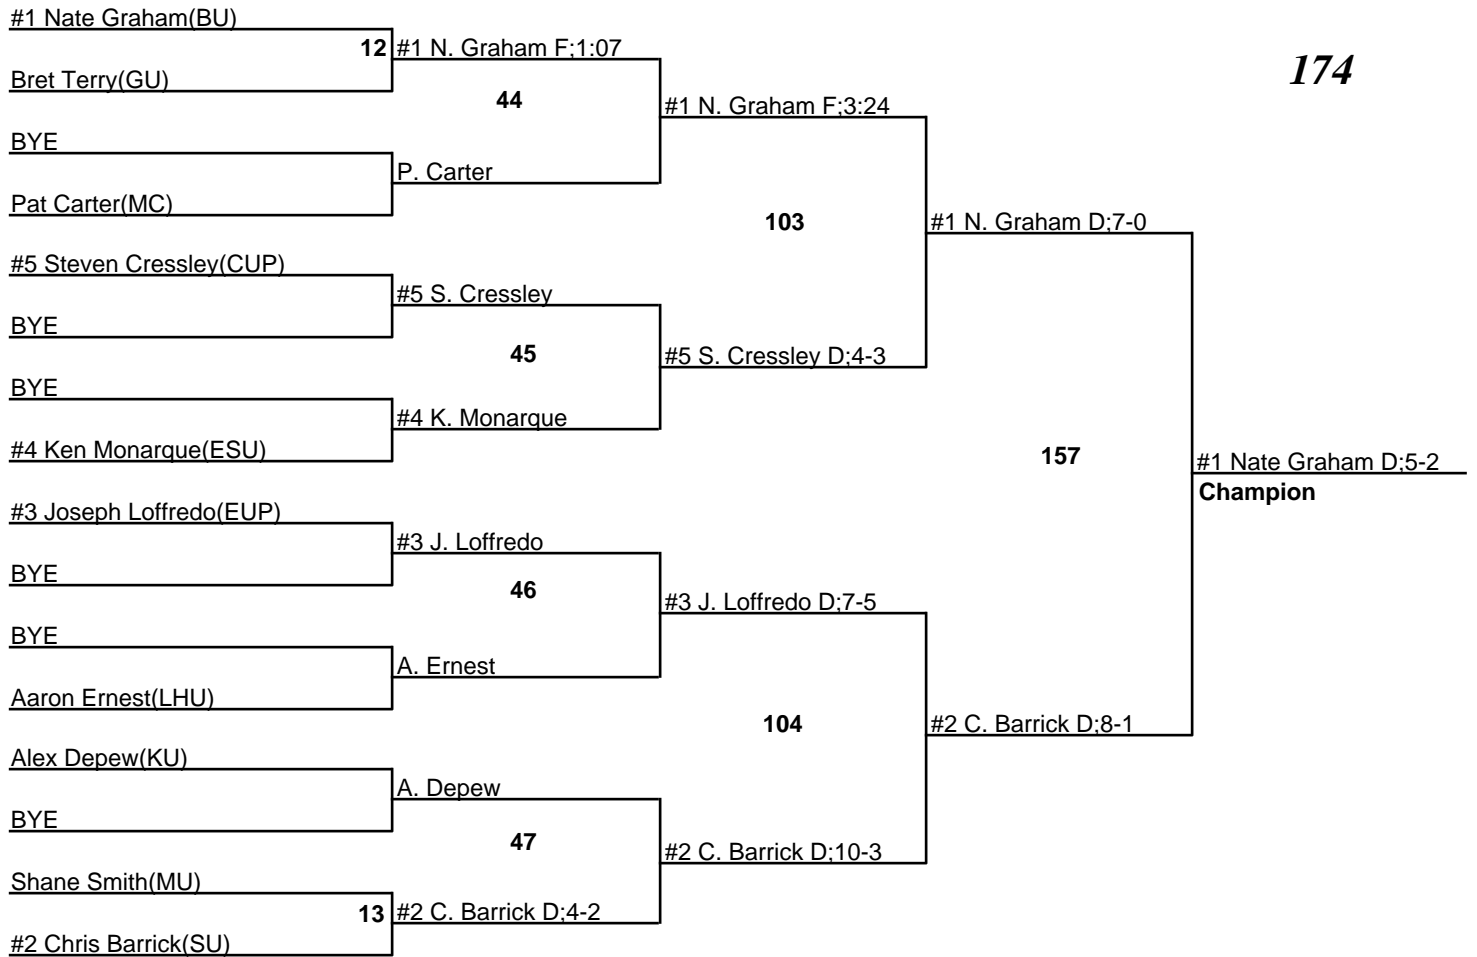 #1 Nate Graham(BU)
12 #1 N. Graham F;1:07
174
Bret Terry(GU)
44
#1 N. Graham F;3:24
BYE
P. Carter
Pat Carter(MC)
103
#1 N. Graham D;7-0
#5 Steven Cressley(CUP)
#5 S. Cressley
BYE
45
#5 S. Cressley D;4-3
BYE
#4 K. Monarque
#4 Ken Monarque(ESU)
157
#1 Nate Graham D;5-2
Champion
#3 Joseph Loffredo(EUP)
#3 J. Loffredo
BYE
46
#3 J. Loffredo D;7-5
BYE
A. Ernest
Aaron Ernest(LHU)
104
#2 C. Barrick D;8-1
Alex Depew(KU)
A. Depew
BYE
47
#2 C. Barrick D;10-3
Shane Smith(MU)
13 #2 C. Barrick D;4-2
#2 Chris Barrick(SU)